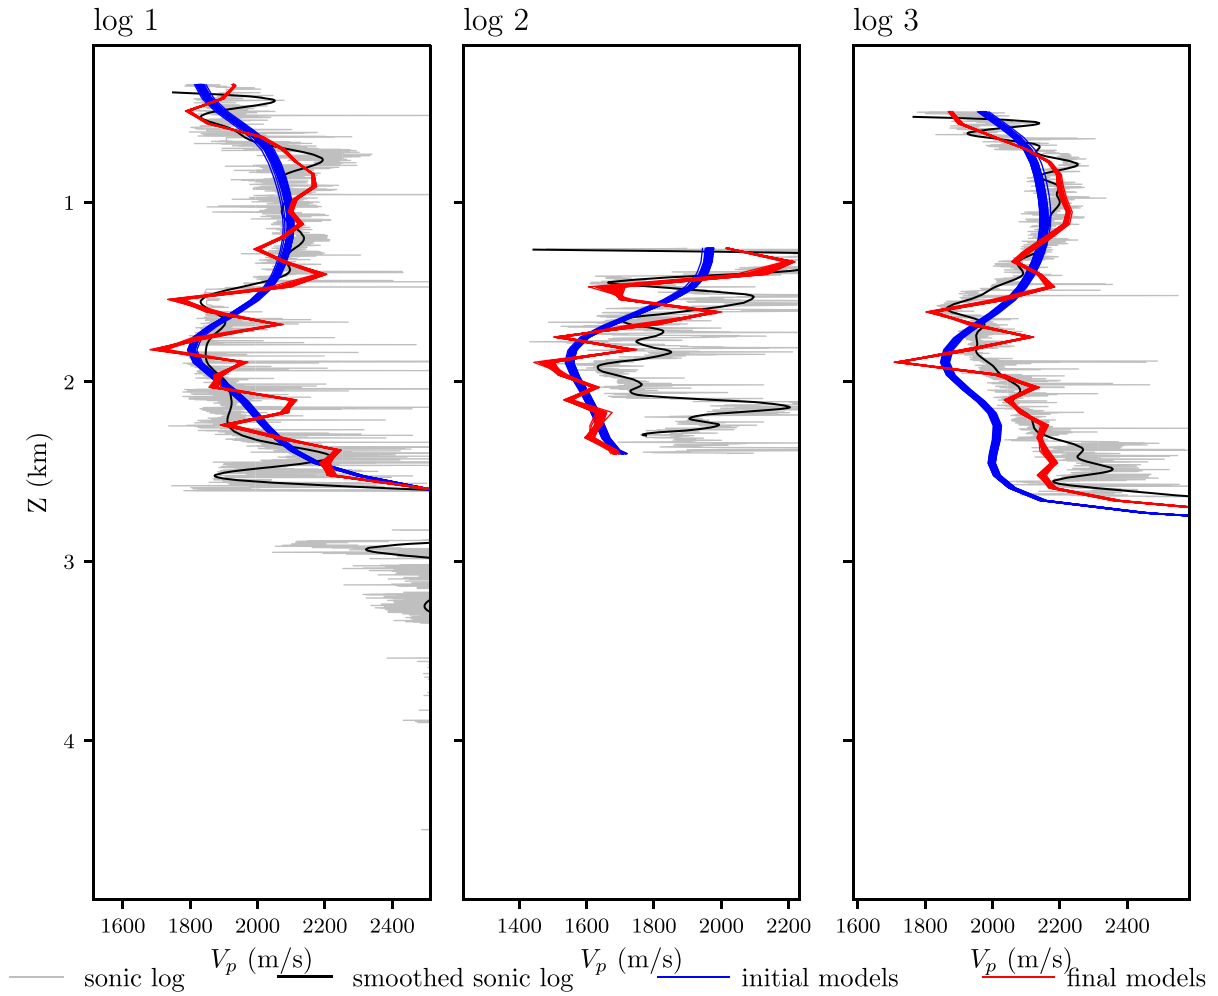 log 1
log 2
log 3
Z (km)
1
2
3
4
1600 1800 2000 2200 2400
1400 1600 1800 2000 2200
1600 1800 2000 2200 2400
V_p (m/s)
V_p (m/s)
V_p (m/s)
sonic log
smoothed sonic log
initial models
final models